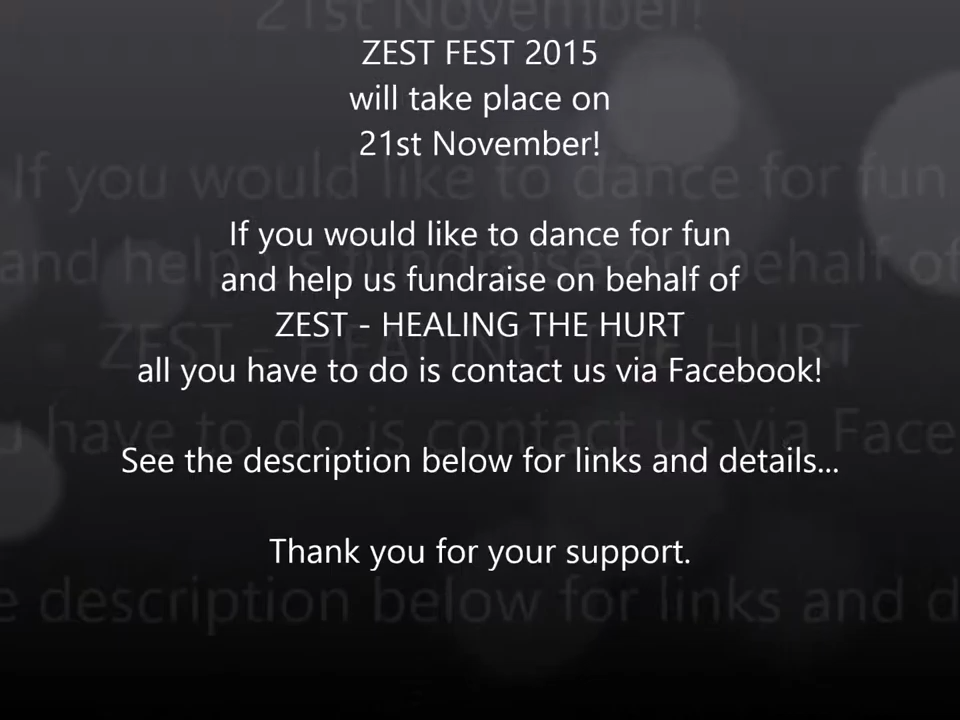 ZEST FEST 2015
will take place on
21st November!
If you would like to dance for fun
and help us fundraise on behalf of
ZEST - HEALING THE HURT
all you have to do is contact us via Facebook!
See the description below for links and details...
Thank you for your support.